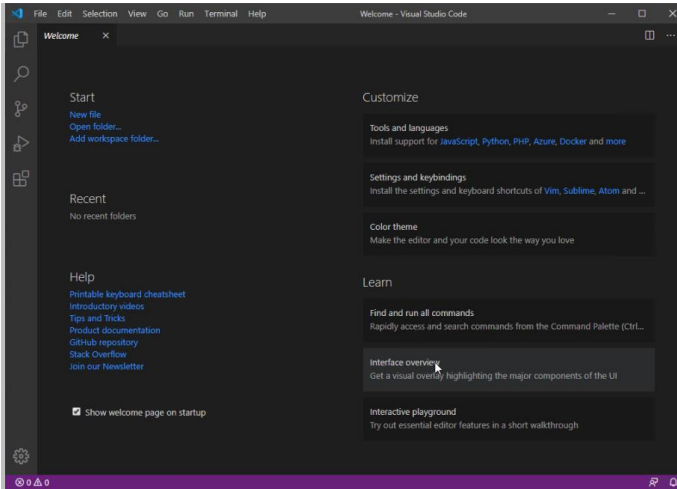 File Edit Selection View Go Run Terminal Help Welcome - Visual Studio Code
Welcome
Start
New file
Open folder...
Add workspace folder...
Recent
No recent folders
Help
Printable keyboard cheatsheet
Introductory videos
Tips and Tricks
Product documentation
GitHub repository
Stack Overflow
Join our Newsletter
Show welcome page on startup
Customize
Tools and languages
Install support for JavaScript, Python, PHP, Azure, Docker and more
Settings and keybindings
Install the settings and keyboard shortcuts of Vim, Sublime, Atom and ...
Color theme
Make the editor and your code look the way you love
Learn
Find and run all commands
Rapidly access and search commands from the Command Palette (Ctrl...
Interface overview
Get a visual overlay highlighting the major components of the UI
Interactive playground
Try out essential editor features in a short walkthrough
0 0